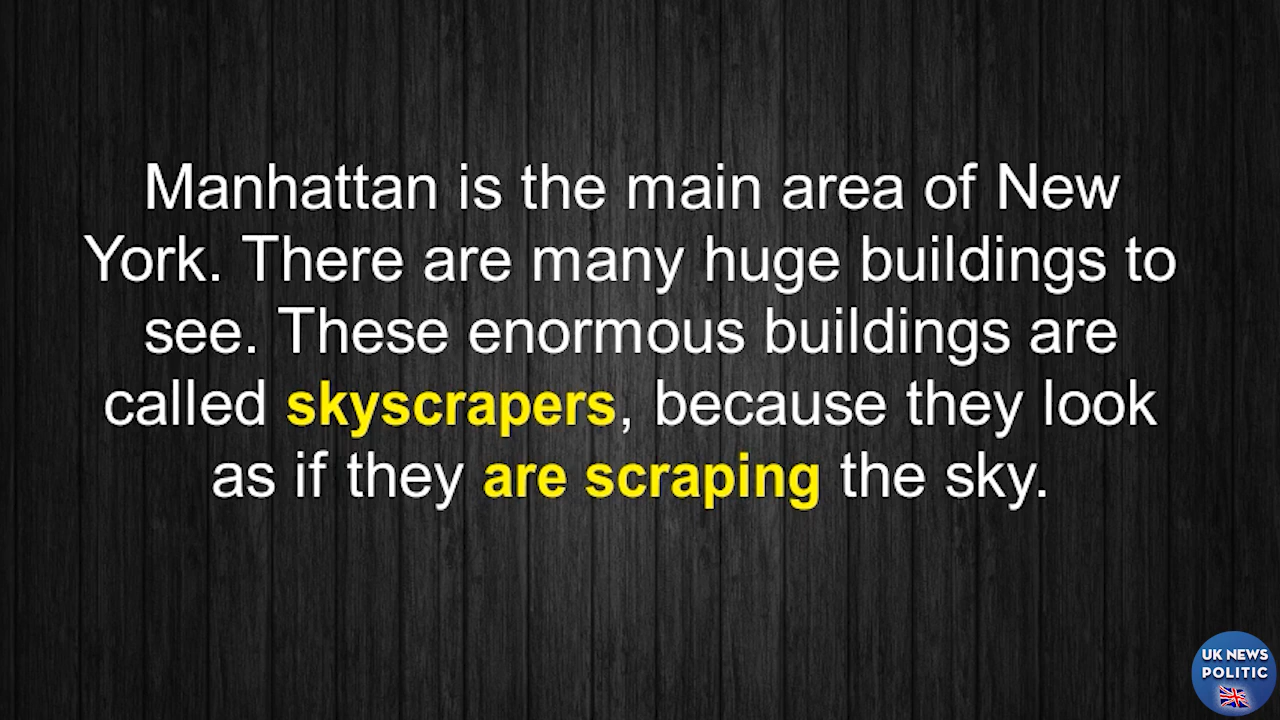 Manhattan is the main area of New
York. There are many huge buildings to
see. These enormous buildings are
called skyscrapers, because they look
as if they are scraping the sky.
UK NEWS
POLITIC